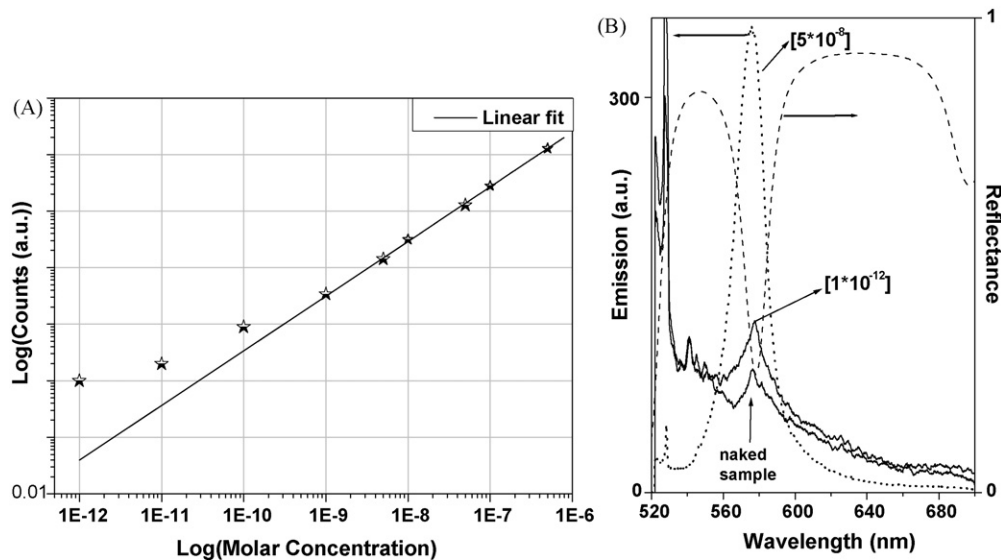 (A)
Linear fit
Log(Counts (a.u.))
0.01
1E-12 1E-11 1E-10 1E-9 1E-8 1E-7 1E-6
Log(Molar Concentration)
(B)
[5*10⁻⁸]
[1*10⁻¹²]
naked
sample
300
0
Emission (a.u.)
1
0
Reflectance
520 560 600 640 680
Wavelength (nm)